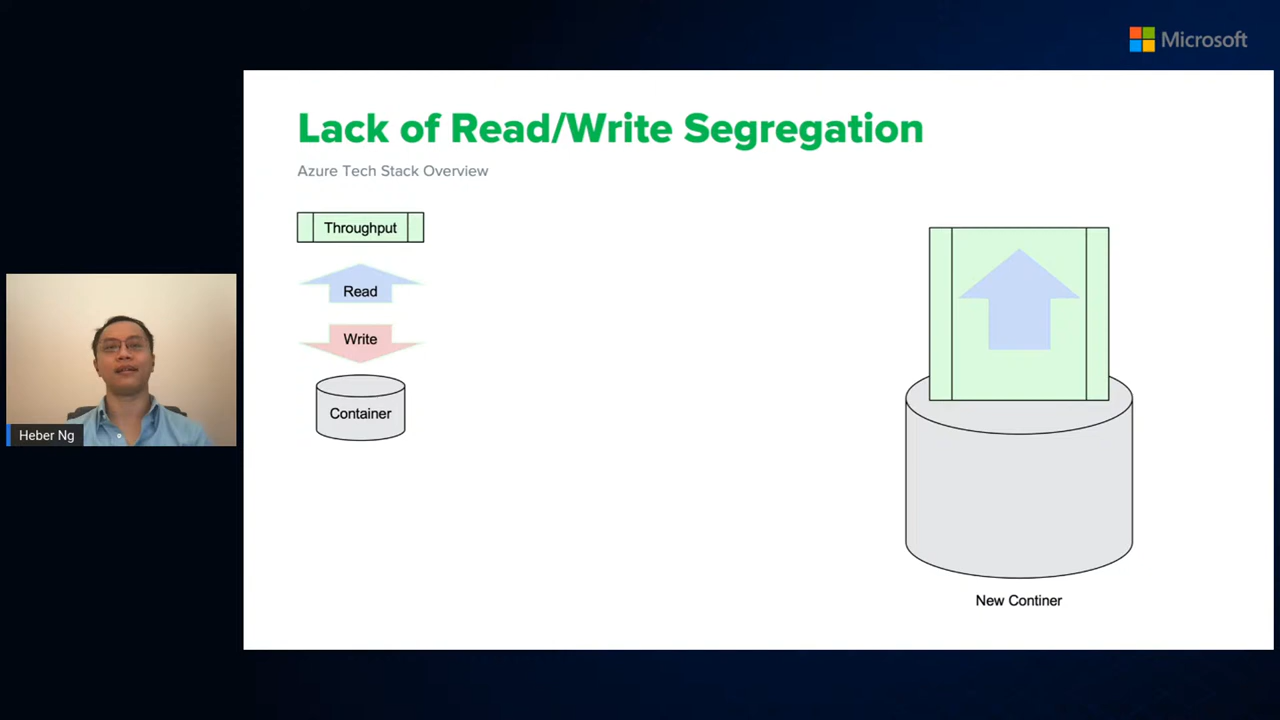 Microsoft
Lack of Read/Write Segregation
Azure Tech Stack Overview
Throughput
Read
Write
Container
Heber Ng
New Continer